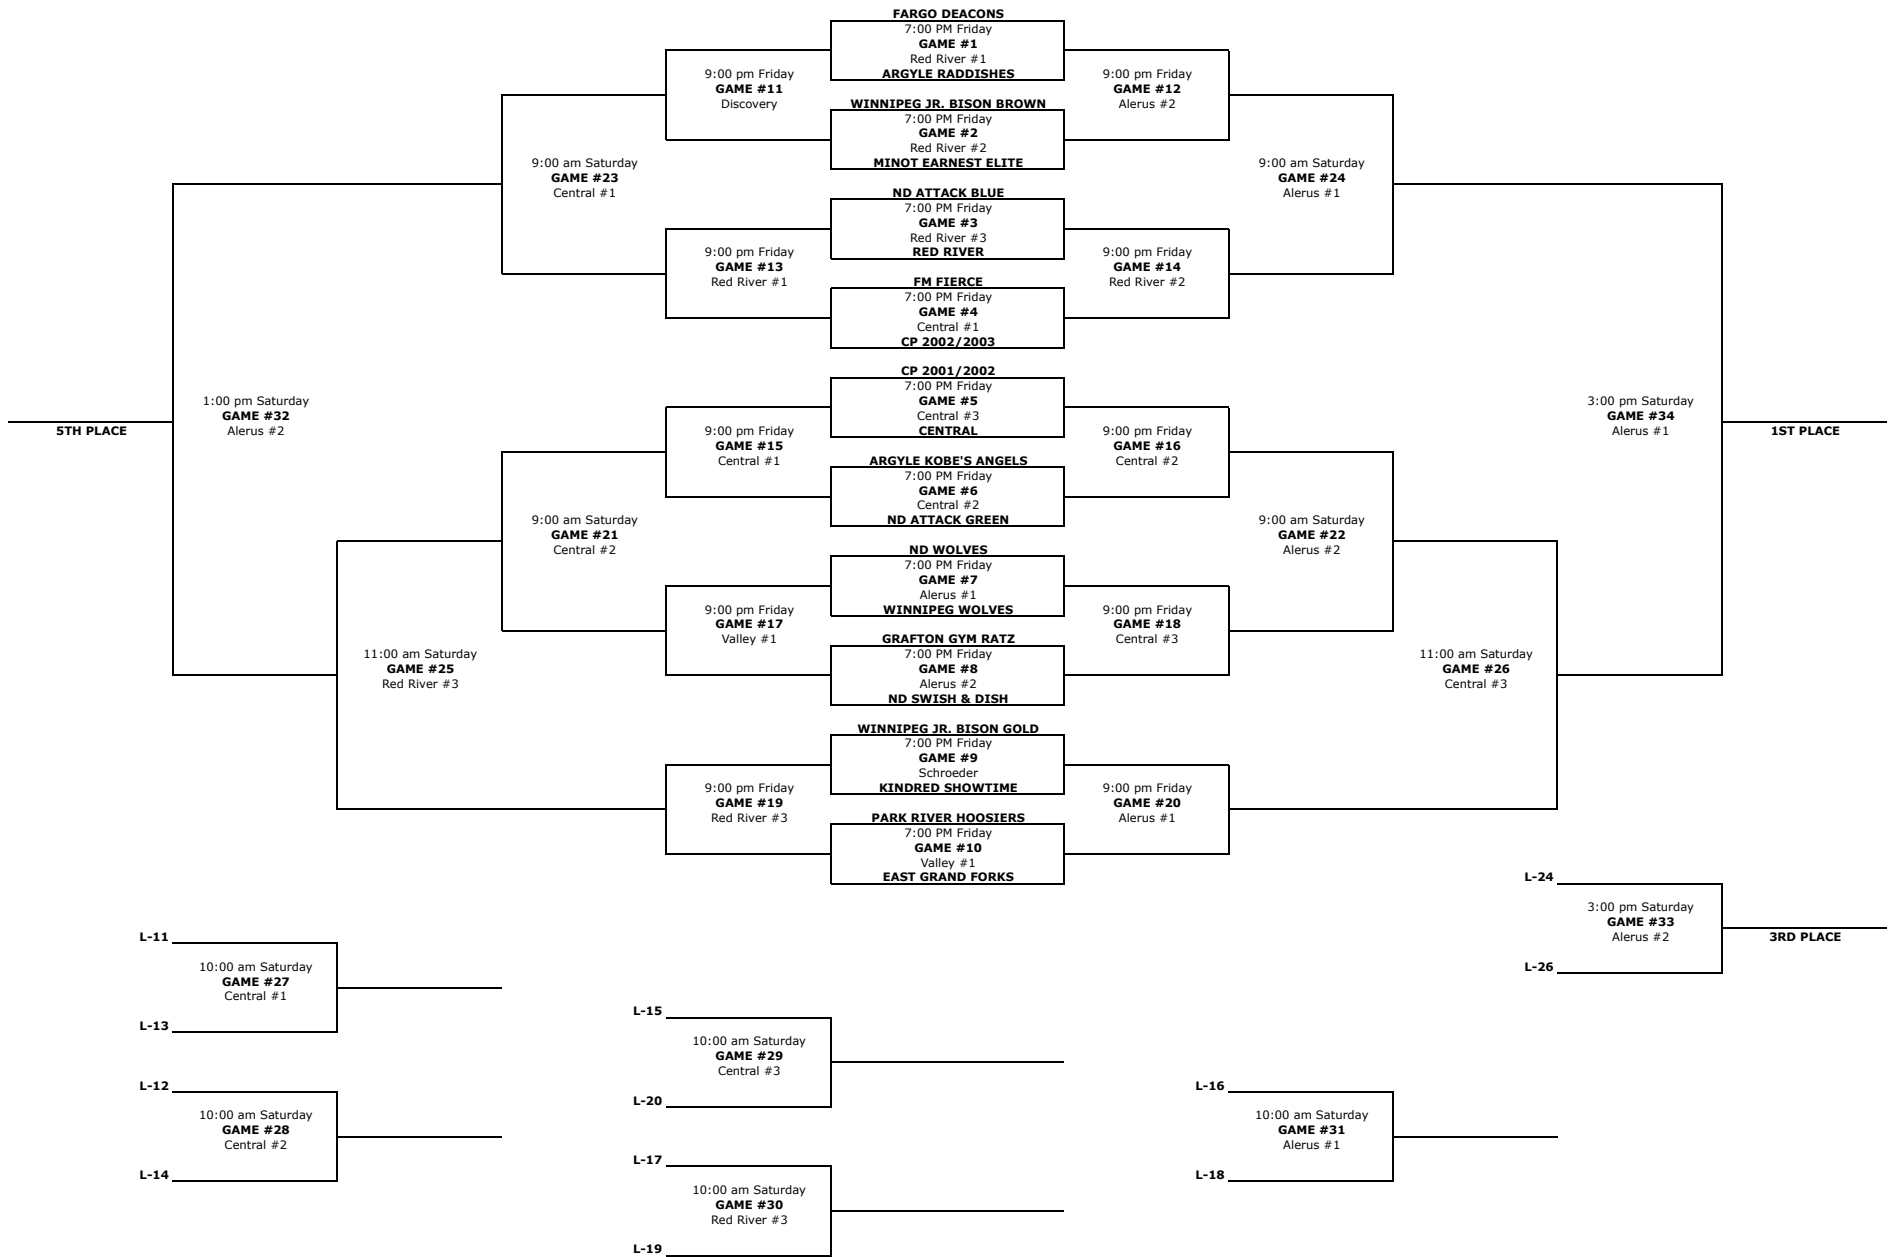 FARGO DEACONS
7:00 PM Friday
GAME #1
Red River #1
ARGYLE RADDISHES
9:00 pm Friday
GAME #11
Discovery
9:00 pm Friday
GAME #12
Alerus #2
WINNIPEG JR. BISON BROWN
7:00 PM Friday
GAME #2
Red River #2
MINOT EARNEST ELITE
9:00 am Saturday
GAME #23
Central #1
9:00 am Saturday
GAME #24
Alerus #1
ND ATTACK BLUE
7:00 PM Friday
GAME #3
Red River #3
RED RIVER
9:00 pm Friday
GAME #13
Red River #1
9:00 pm Friday
GAME #14
Red River #2
FM FIERCE
7:00 PM Friday
GAME #4
Central #1
CP 2002/2003
CP 2001/2002
7:00 PM Friday
GAME #5
Central #3
CENTRAL
1:00 pm Saturday
GAME #32
Alerus #2
5TH PLACE
3:00 pm Saturday
GAME #34
Alerus #1
1ST PLACE
9:00 pm Friday
GAME #15
Central #1
9:00 pm Friday
GAME #16
Central #2
ARGYLE KOBE'S ANGELS
7:00 PM Friday
GAME #6
Central #2
ND ATTACK GREEN
9:00 am Saturday
GAME #21
Central #2
9:00 am Saturday
GAME #22
Alerus #2
ND WOLVES
7:00 PM Friday
GAME #7
Alerus #1
WINNIPEG WOLVES
9:00 pm Friday
GAME #17
Valley #1
9:00 pm Friday
GAME #18
Central #3
GRAFTON GYM RATZ
7:00 PM Friday
GAME #8
Alerus #2
ND SWISH & DISH
11:00 am Saturday
GAME #25
Red River #3
11:00 am Saturday
GAME #26
Central #3
WINNIPEG JR. BISON GOLD
7:00 PM Friday
GAME #9
Schroeder
KINDRED SHOWTIME
9:00 pm Friday
GAME #19
Red River #3
9:00 pm Friday
GAME #20
Alerus #1
PARK RIVER HOOSIERS
7:00 PM Friday
GAME #10
Valley #1
EAST GRAND FORKS
L-24
3:00 pm Saturday
GAME #33
Alerus #2
3RD PLACE
L-26
L-11
10:00 am Saturday
GAME #27
Central #1
L-13
L-15
10:00 am Saturday
GAME #29
Central #3
L-20
L-12
10:00 am Saturday
GAME #28
Central #2
L-14
L-16
10:00 am Saturday
GAME #31
Alerus #1
L-18
L-17
10:00 am Saturday
GAME #30
Red River #3
L-19